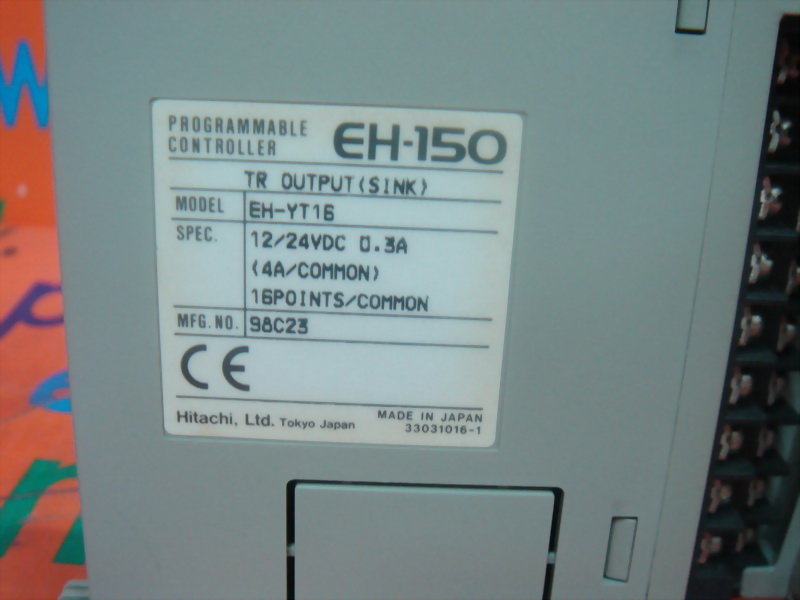 PROGRAMMABLE
CONTROLLER
EH-150
TR OUTPUT(SINK)
MODEL EH-YT16
SPEC. 12/24VDC 0.3A
(4A/COMMON)
16POINTS/COMMON
MFG.NO. 98C23
CE
Hitachi, Ltd. Tokyo Japan
MADE IN JAPAN
33031016-1